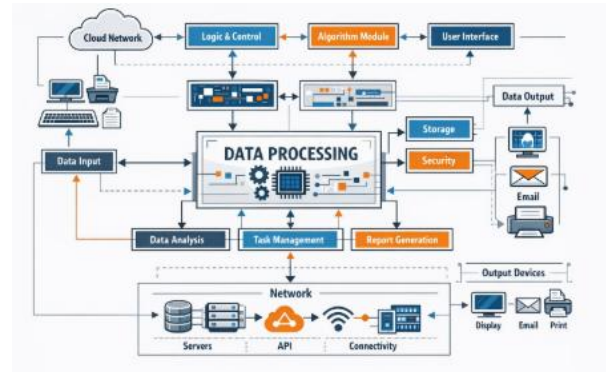 Cloud Network
Logic & Control
Algorithm Module
User Interface
Data Output
Storage
DATA PROCESSING
Data Input
Security
Email
Data Analysis
Task Management
Report Generation
Output Devices
Network
Servers
API
Connectivity
Display
Email
Print